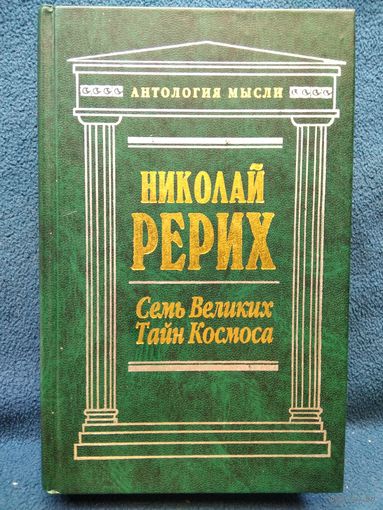 АНТОЛОГИЯ МЫСЛИ
НИКОЛАЙ
РЕРИХ
Семь Великих
Тайн Космоса